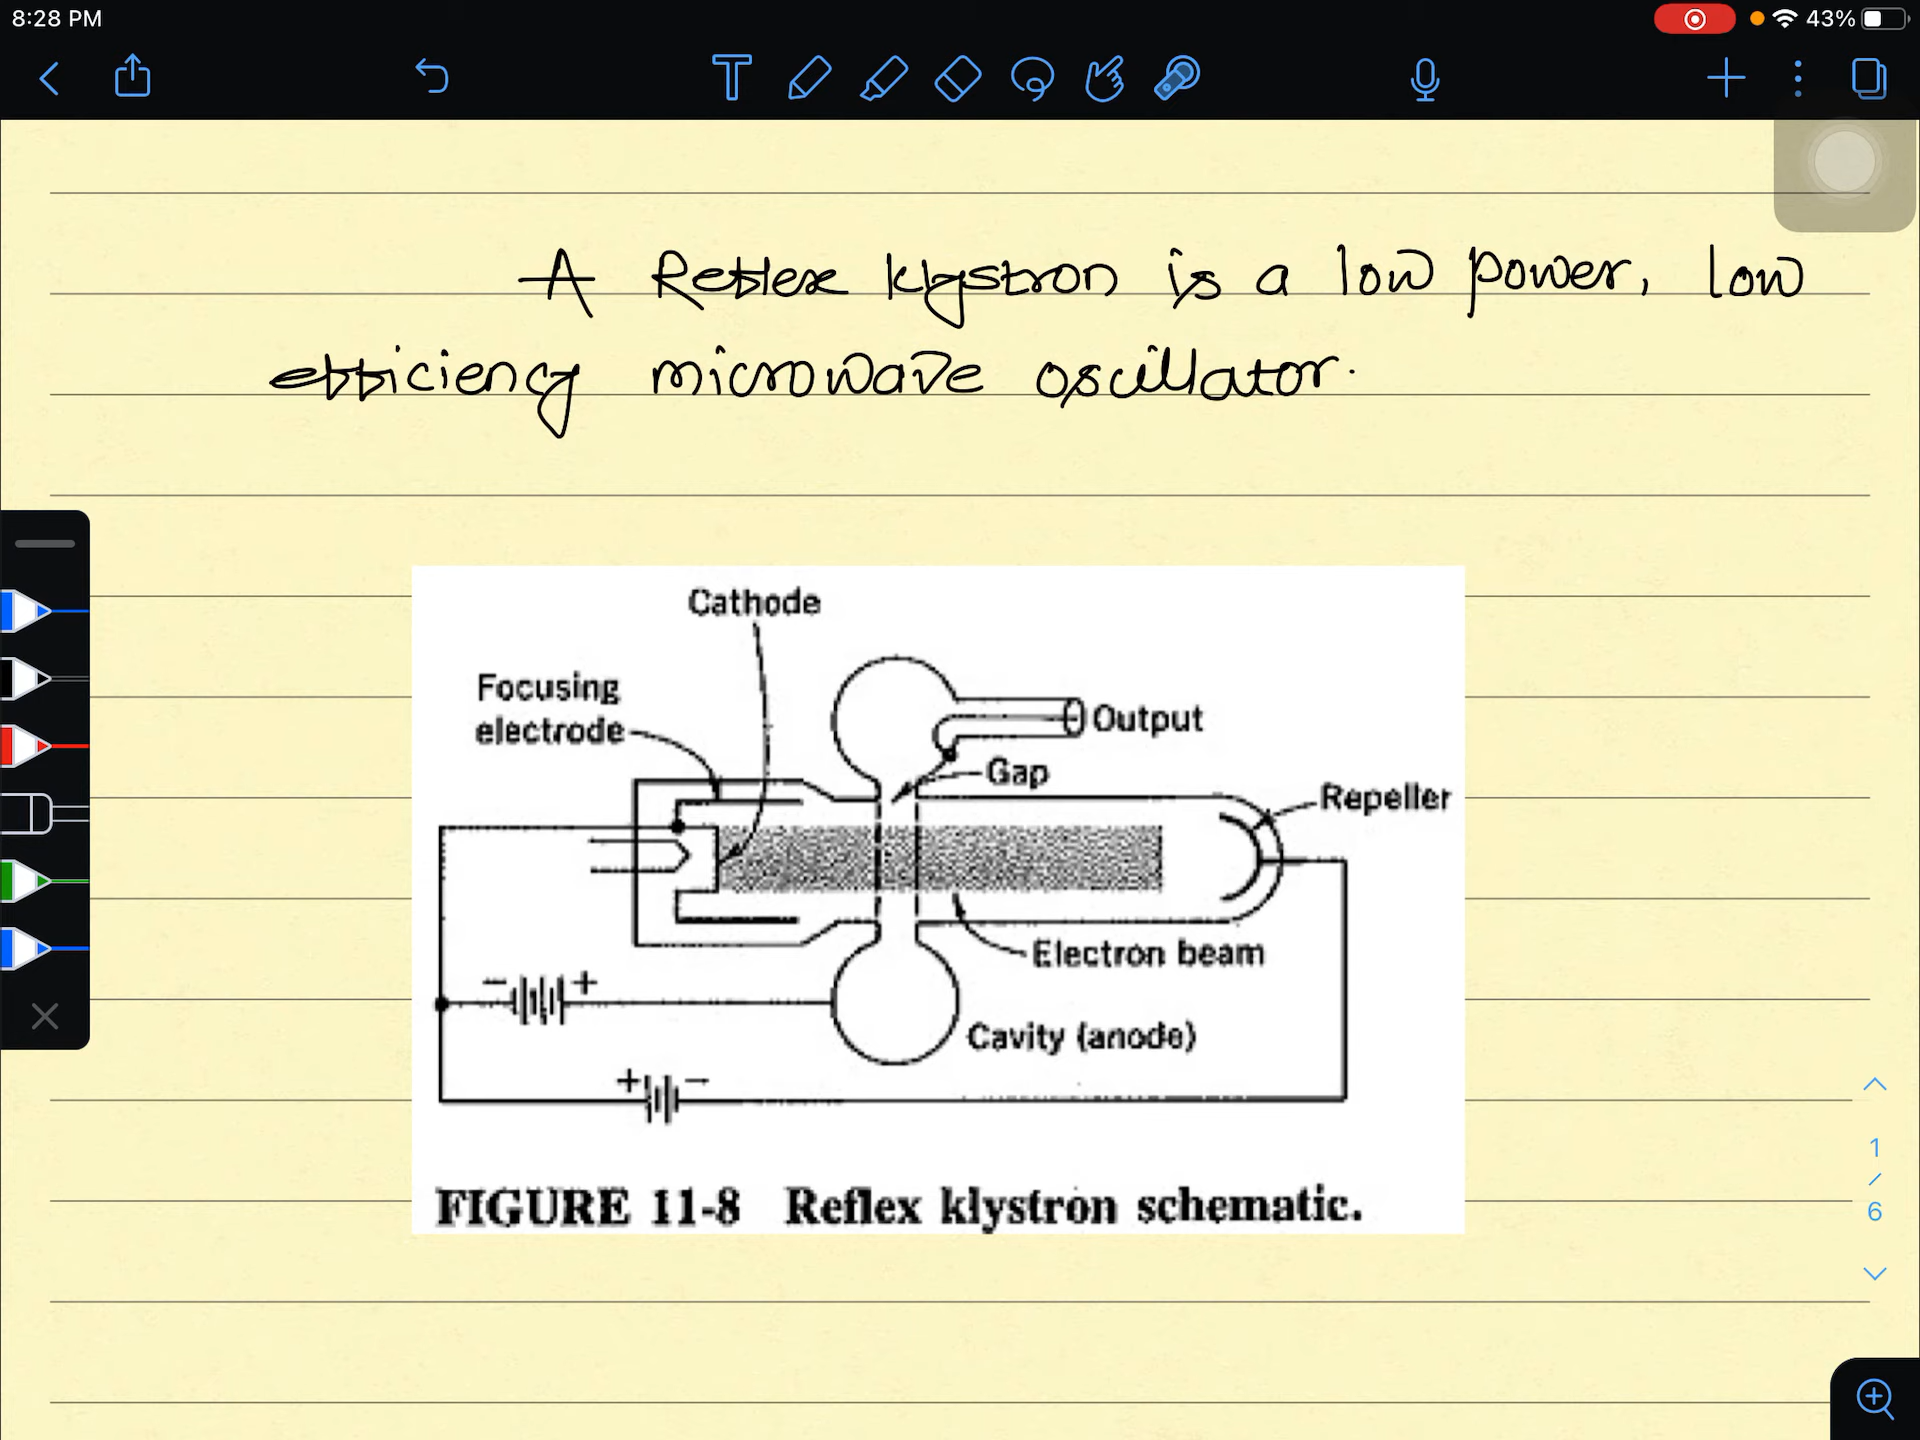 8:28 PM
43%
A Reflex klystron is a low power, low
efficiency microwave oscillator.
Cathode
Focusing
electrode
Output
Gap
Repeller
Electron beam
- +
Cavity (anode)
+ -
FIGURE 11-8 Reflex klystron schematic.
1
/
6